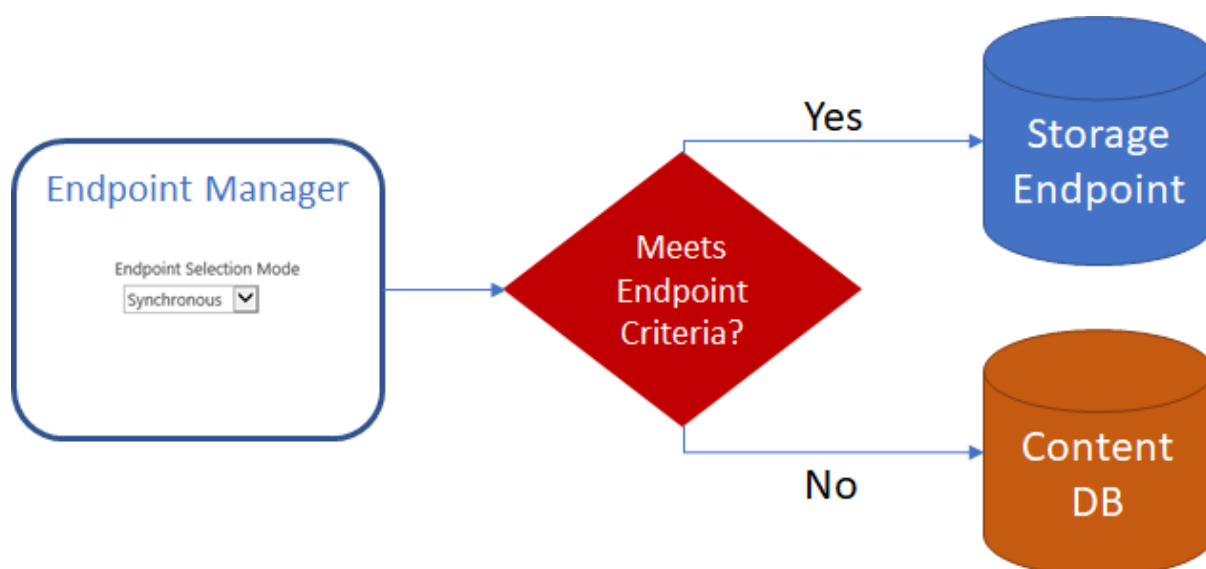 Endpoint Manager
Endpoint Selection Mode
Synchronous
Meets
Endpoint
Criteria?
Yes
Storage
Endpoint
No
Content
DB